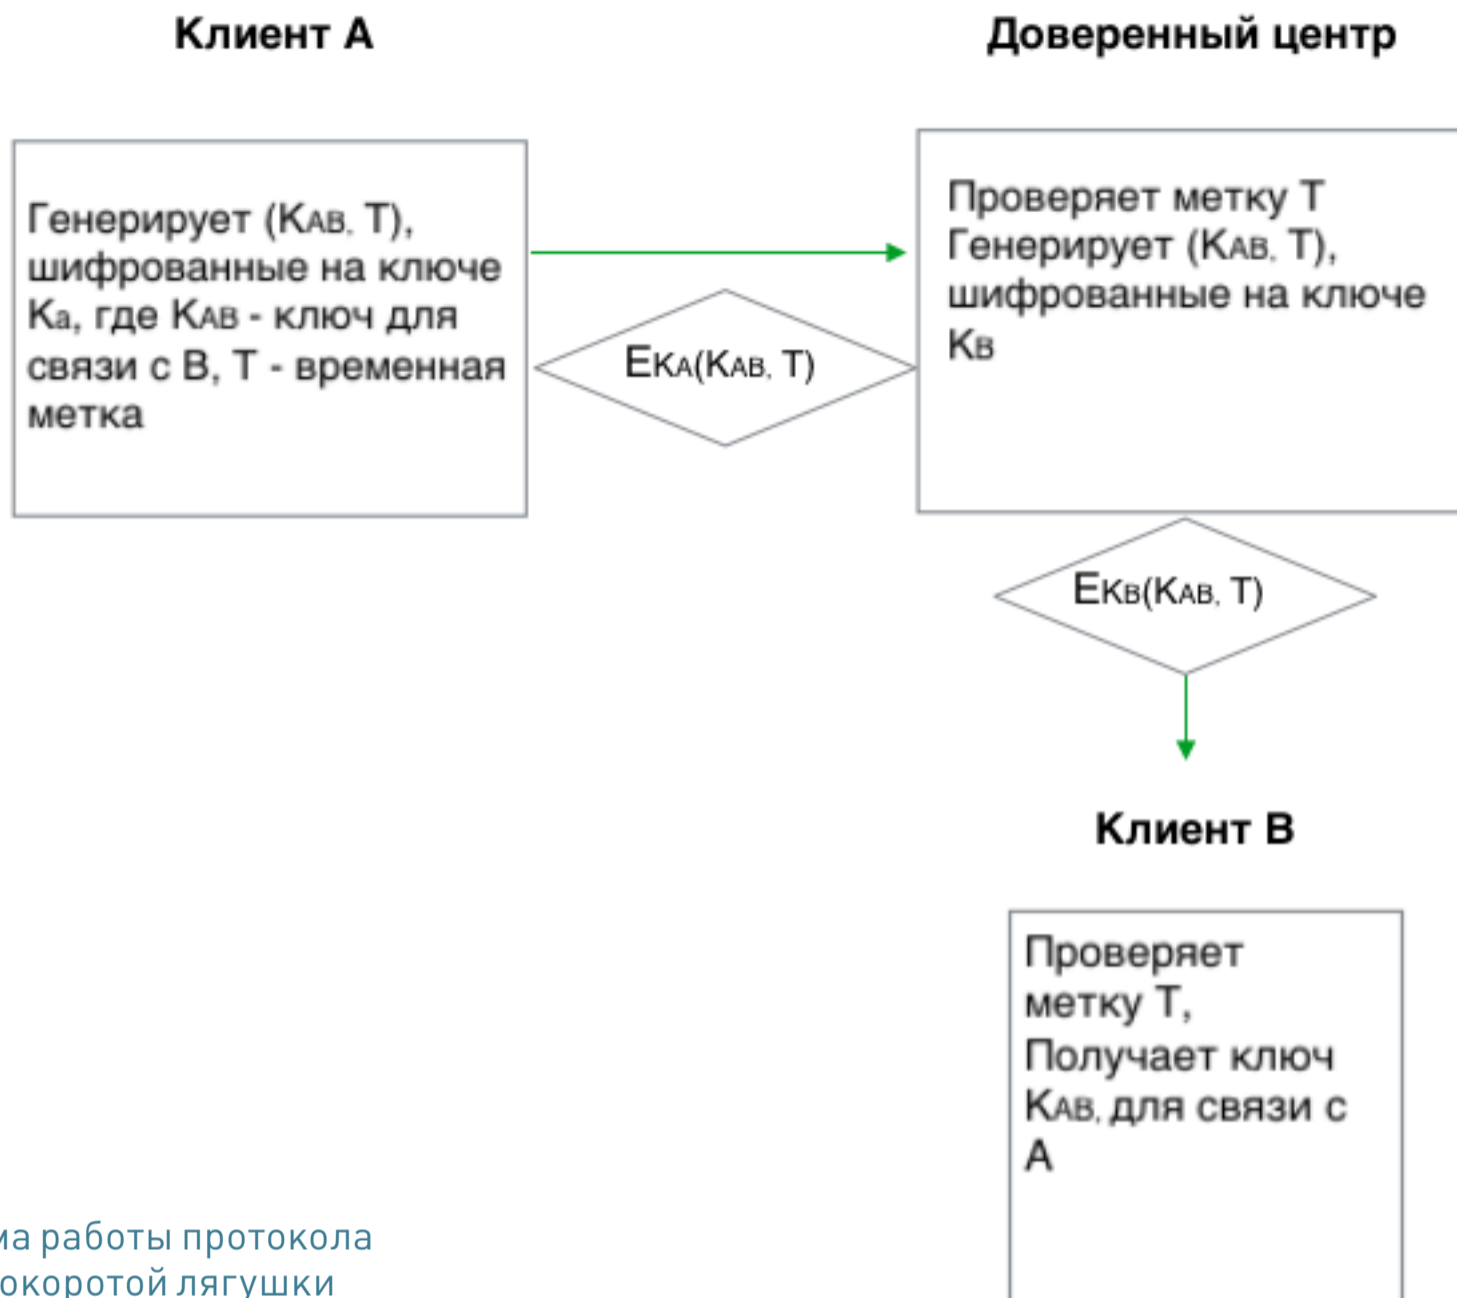 Клиент А
Доверенный центр
Генерирует (KAB, T),
шифрованные на ключе
Ka, где KAB - ключ для
связи с B, T - временная
метка
EKA(KAB, T)
Проверяет метку T
Генерирует (KAB, T),
шифрованные на ключе
KB
EKB(KAB, T)
Клиент B
Проверяет
метку T,
Получает ключ
KAB, для связи с
A
работы протокола
лягушки